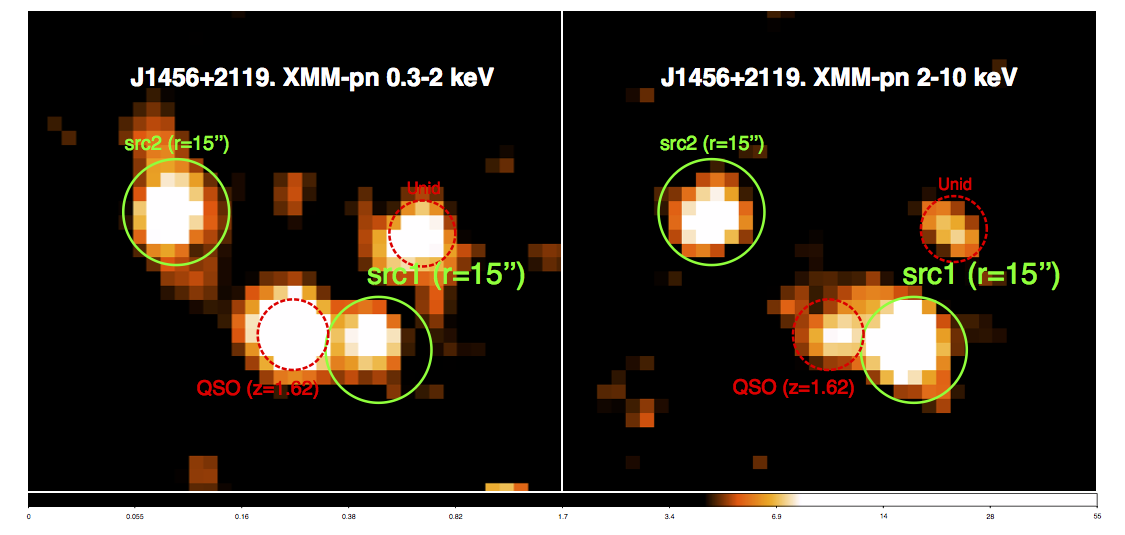 J1456+2119. XMM-pn 0.3-2 keV
src2 (r=15”)
Unid
src1 (r=15”)
QSO (z=1.62)
J1456+2119. XMM-pn 2-10 keV
src2 (r=15”)
Unid
src1 (r=15”)
QSO (z=1.62)
0 0.055 0.16 0.38 0.82 1.7 3.4 6.9 14 28 55